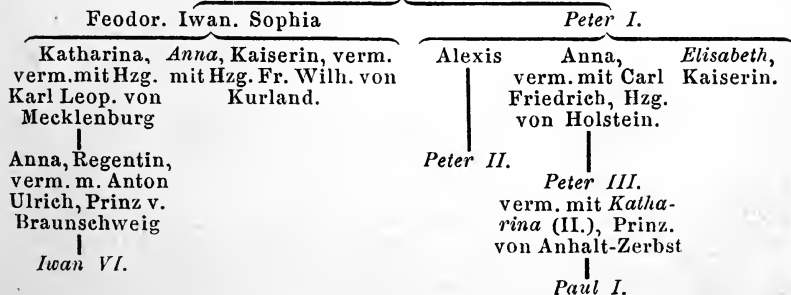 Feodor. Iwan. Sophia
Peter I.
Katharina,
verm. mit Hzg.
Karl Leop. von
Mecklenburg
Anna, Kaiserin, verm.
mit Hzg. Fr. Wilh. von
Kurland.
Alexis
Anna,
verm. mit Carl
Friedrich, Hzg.
von Holstein.
Elisabeth,
Kaiserin.
Anna, Regentin,
verm. m. Anton
Ulrich, Prinz v.
Braunschweig
Peter II.
Peter III.
verm. mit Katha-
rina (II.), Prinz.
von Anhalt-Zerbst
Iwan VI.
Paul I.